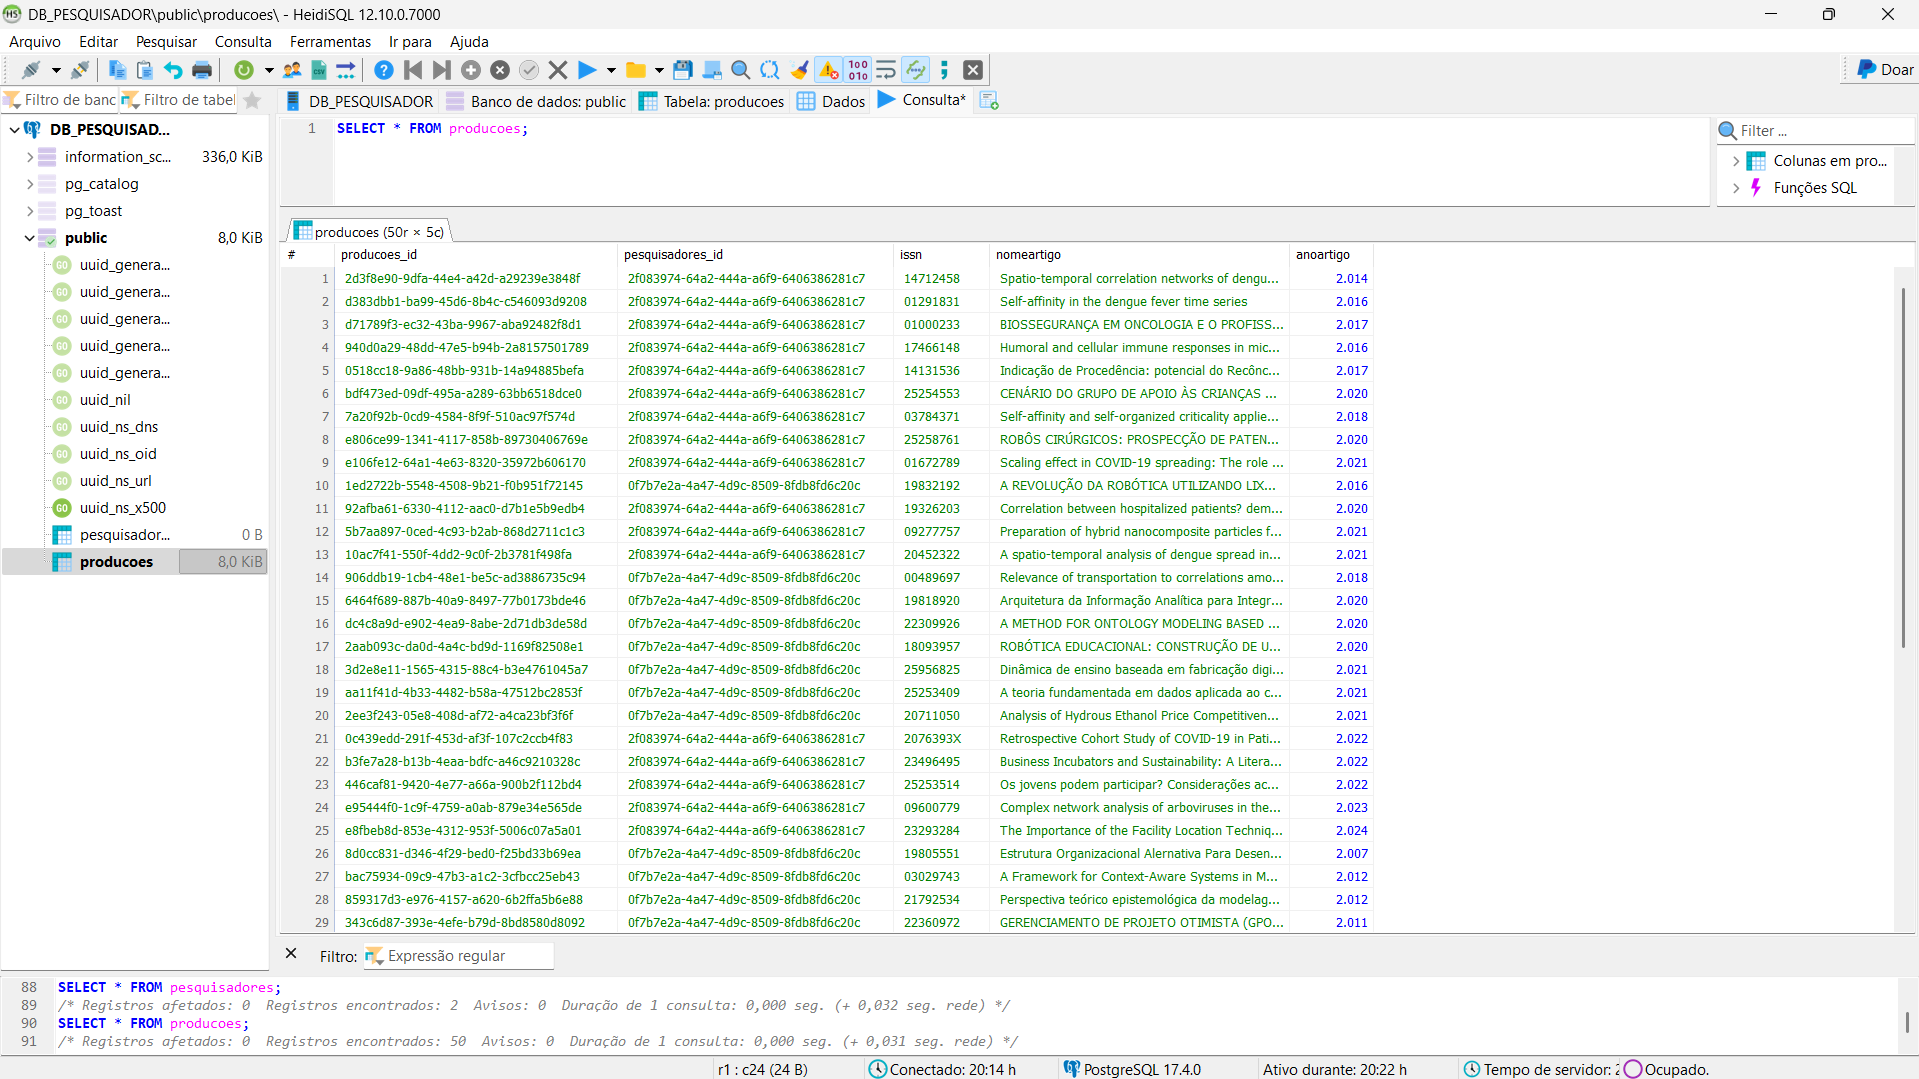 DB_PESQUISADOR\public\producoes\ - HeidiSQL 12.10.0.7000
Arquivo Editar Pesquisar Consulta Ferramentas Ir para Ajuda
Doar
Filtro de banc Filtro de tabel
DB_PESQUISADOR Banco de dados: public Tabela: producoes Dados Consulta*
DB_PESQUISAD...
information_sc... 336,0 KiB
pg_catalog
pg_toast
public 8,0 KiB
uuid_genera...
uuid_genera...
uuid_genera...
uuid_genera...
uuid_genera...
uuid_nil
uuid_ns_dns
uuid_ns_oid
uuid_ns_url
uuid_ns_x500
pesquisador... 0 B
producoes 8,0 KiB
1 SELECT * FROM producoes;
Filter ...
Colunas em pro...
Funções SQL
producoes (50r × 5c)
# producoes_id pesquisadores_id issn nomeartigo anoartigo
1 2d3f8e90-9dfa-44e4-a42d-a29239e3848f 2f083974-64a2-444a-a6f9-6406386281c7 14712458 Spatio-temporal correlation networks of dengu... 2.014
2 d383dbb1-ba99-45d6-8b4c-c546093d9208 2f083974-64a2-444a-a6f9-6406386281c7 01291831 Self-affinity in the dengue fever time series 2.016
3 d71789f3-ec32-43ba-9967-aba92482f8d1 2f083974-64a2-444a-a6f9-6406386281c7 01000233 BIOSSEGURANÇA EM ONCOLOGIA E O PROFISS... 2.017
4 940d0a29-48dd-47e5-b94b-2a8157501789 2f083974-64a2-444a-a6f9-6406386281c7 17466148 Humoral and cellular immune responses in mic... 2.016
5 0518cc18-9a86-48bb-931b-14a94885befa 2f083974-64a2-444a-a6f9-6406386281c7 14131536 Indicação de Procedência: potencial do Recônc... 2.017
6 bdf473ed-09df-495a-a289-63bb6518dce0 2f083974-64a2-444a-a6f9-6406386281c7 25254553 CENÁRIO DO GRUPO DE APOIO ÀS CRIANÇAS ... 2.020
7 7a20f92b-0cd9-4584-8f9f-510ac97f574d 2f083974-64a2-444a-a6f9-6406386281c7 03784371 Self-affinity and self-organized criticality applie... 2.018
8 e806ce99-1341-4117-858b-89730406769e 2f083974-64a2-444a-a6f9-6406386281c7 25258761 ROBÔS CIRÚRGICOS: PROSPECÇÃO DE PATEN... 2.020
9 e106fe12-64a1-4e63-8320-35972b606170 2f083974-64a2-444a-a6f9-6406386281c7 01672789 Scaling effect in COVID-19 spreading: The role ... 2.021
10 1ed2722b-5548-4508-9b21-f0b951f72145 0f7b7e2a-4a47-4d9c-8509-8fdb8fd6c20c 19832192 A REVOLUÇÃO DA ROBÓTICA UTILIZANDO LIX... 2.016
11 92afba61-6330-4112-aac0-d7b1e5b9edb4 2f083974-64a2-444a-a6f9-6406386281c7 19326203 Correlation between hospitalized patients? dem... 2.020
12 5b7aa897-0ced-4c93-b2ab-868d2711c1c3 2f083974-64a2-444a-a6f9-6406386281c7 09277757 Preparation of hybrid nanocomposite particles f... 2.021
13 10ac7f41-550f-4dd2-9c0f-2b3781f498fa 2f083974-64a2-444a-a6f9-6406386281c7 20452322 A spatio-temporal analysis of dengue spread in... 2.021
14 906ddb19-1cb4-48e1-be5c-ad3886735c94 0f7b7e2a-4a47-4d9c-8509-8fdb8fd6c20c 00489697 Relevance of transportation to correlations amo... 2.018
15 6464f689-887b-40a9-8497-77b0173bde46 0f7b7e2a-4a47-4d9c-8509-8fdb8fd6c20c 19818920 Arquitetura da Informação Analítica para Integr... 2.020
16 dc4c8a9d-e902-4ea9-8abe-2d71db3de58d 0f7b7e2a-4a47-4d9c-8509-8fdb8fd6c20c 22309926 A METHOD FOR ONTOLOGY MODELING BASED ... 2.020
17 2aab093c-da0d-4a4c-bd9d-1169f82508e1 0f7b7e2a-4a47-4d9c-8509-8fdb8fd6c20c 18093957 ROBÓTICA EDUCACIONAL: CONSTRUÇÃO DE U... 2.020
18 3d2e8e11-1565-4315-88c4-b3e4761045a7 0f7b7e2a-4a47-4d9c-8509-8fdb8fd6c20c 25956825 Dinâmica de ensino baseada em fabricação digi... 2.021
19 aa11f41d-4b33-4482-b58a-47512bc2853f 0f7b7e2a-4a47-4d9c-8509-8fdb8fd6c20c 25253409 A teoria fundamentada em dados aplicada ao c... 2.021
20 2ee3f243-05e8-408d-af72-a4ca23bf3f6f 0f7b7e2a-4a47-4d9c-8509-8fdb8fd6c20c 20711050 Analysis of Hydrous Ethanol Price Competitiven... 2.021
21 0c439edd-291f-453d-af3f-107c2ccb4f83 2f083974-64a2-444a-a6f9-6406386281c7 2076393X Retrospective Cohort Study of COVID-19 in Pati... 2.022
22 b3fe7a28-b13b-4eaa-bdfc-a46c9210328c 2f083974-64a2-444a-a6f9-6406386281c7 23496495 Business Incubators and Sustainability: A Litera... 2.022
23 446caf81-9420-4e77-a66a-900b2f112bd4 2f083974-64a2-444a-a6f9-6406386281c7 25253514 Os jovens podem participar? Considerações ac... 2.022
24 e95444f0-1c9f-4759-a0ab-879e34e565de 2f083974-64a2-444a-a6f9-6406386281c7 09600779 Complex network analysis of arboviruses in the... 2.023
25 e8fbeb8d-853e-4312-953f-5006c07a5a01 2f083974-64a2-444a-a6f9-6406386281c7 23293284 The Importance of the Facility Location Techniq... 2.024
26 8d0cc831-d346-4f29-bed0-f25bd33b69ea 0f7b7e2a-4a47-4d9c-8509-8fdb8fd6c20c 19805551 Estrutura Organizacional Alernativa Para Desen... 2.007
27 bac75934-09c9-47b3-a1c2-3cfbcc25eb43 0f7b7e2a-4a47-4d9c-8509-8fdb8fd6c20c 03029743 A Framework for Context-Aware Systems in M... 2.012
28 859317d3-e976-4157-a620-6b2ffa5b6e88 0f7b7e2a-4a47-4d9c-8509-8fdb8fd6c20c 21792534 Perspectiva teórico epistemológica da modelag... 2.012
29 343c6d87-393e-4efe-b79d-8bd8580d8092 0f7b7e2a-4a47-4d9c-8509-8fdb8fd6c20c 22360972 GERENCIAMENTO DE PROJETO OTIMISTA (GPO... 2.011
Filtro: Expressão regular
88 SELECT * FROM pesquisadores;
89 /* Registros afetados: 0 Registros encontrados: 2 Avisos: 0 Duração de 1 consulta: 0,000 seg. (+ 0,032 seg. rede) */
90 SELECT * FROM producoes;
91 /* Registros afetados: 0 Registros encontrados: 50 Avisos: 0 Duração de 1 consulta: 0,000 seg. (+ 0,031 seg. rede) */
r1 : c24 (24 B) Conectado: 20:14 h PostgreSQL 17.4.0 Ativo durante: 20:22 h Tempo de servidor: 2 Ocupado.